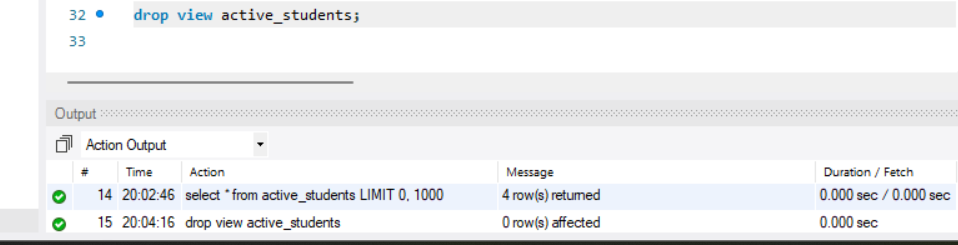 32 drop view active_students;
33
Output
Action Output
# Time Action Message Duration / Fetch
14 20:02:46 select * from active_students LIMIT 0, 1000 4 row(s) returned 0.000 sec / 0.000 sec
15 20:04:16 drop view active_students 0 row(s) affected 0.000 sec